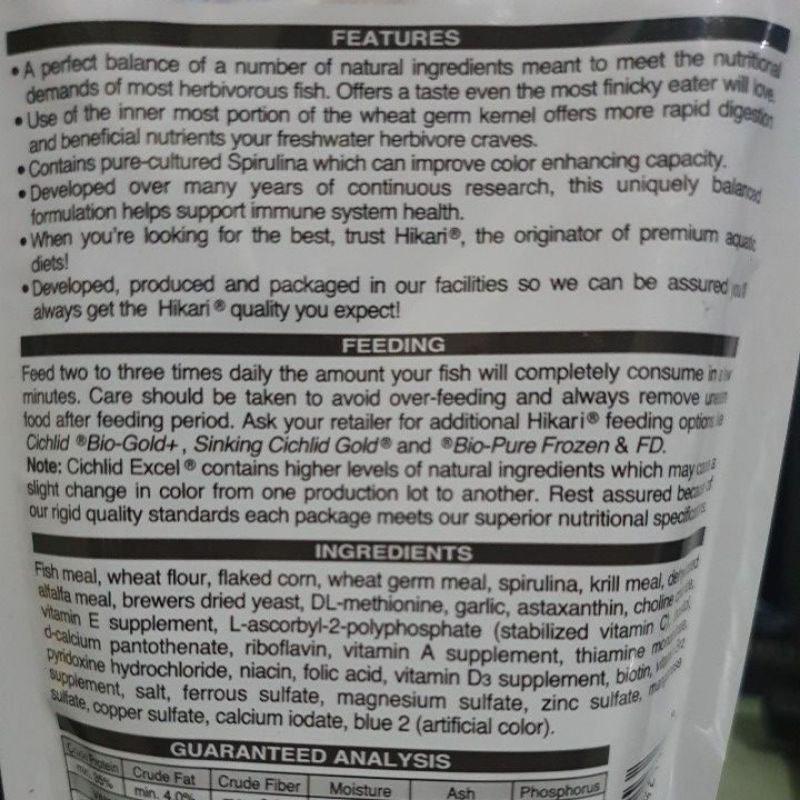 FEATURES
• A perfect balance of a number of natural ingredients meant to meet the nutritional
demands of most herbivorous fish. Offers a taste even the most finicky eater will love.
• Use of the inner most portion of the wheat germ kernel offers more rapid digestion
and beneficial nutrients your freshwater herbivore craves.
• Contains pure-cultured Spirulina which can improve color enhancing capacity.
• Developed over many years of continuous research, this uniquely balanced
formulation helps support immune system health.
• When you're looking for the best, trust Hikari®, the originator of premium aquatic
diets!
• Developed, produced and packaged in our facilities so we can be assured you'll
always get the Hikari® quality you expect!
FEEDING
Feed two to three times daily the amount your fish will completely consume in a few
minutes. Care should be taken to avoid over-feeding and always remove uneaten
food after feeding period. Ask your retailer for additional Hikari® feeding options i.e
Cichlid ®Bio-Gold+, Sinking Cichlid Gold® and ®Bio-Pure Frozen & FD.
Note: Cichlid Excel® contains higher levels of natural ingredients which may cause a
slight change in color from one production lot to another. Rest assured because of
our rigid quality standards each package meets our superior nutritional specifications.
INGREDIENTS
Fish meal, wheat flour, flaked corn, wheat germ meal, spirulina, krill meal,
alfalfa meal, brewers dried yeast, DL-methionine, garlic, astaxanthin, choline
vitamin E supplement, L-ascorbyl-2-polyphosphate (stabilized vitamin C),
d-calcium pantothenate, riboflavin, vitamin A supplement, thiamine
pyridoxine hydrochloride, niacin, folic acid, vitamin D3 supplement, biotin,
supplement, salt, ferrous sulfate, magnesium sulfate, zinc sulfate, manganese
sulfate, copper sulfate, calcium iodate, blue 2 (artificial color).
GUARANTEED ANALYSIS
Crude Protein Crude Fat Crude Fiber Moisture Ash Phosphorus
min. 35% min. 4.0%